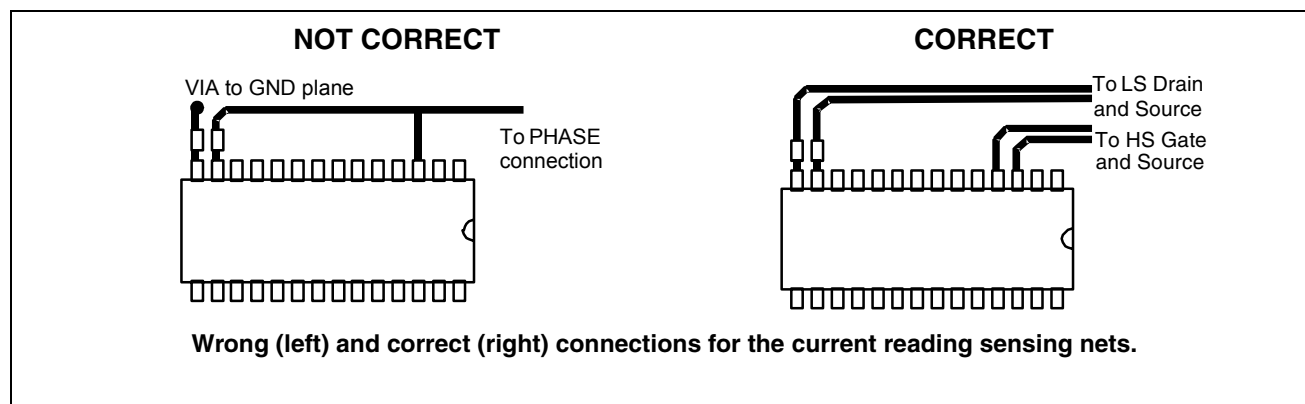 NOT CORRECT
VIA to GND plane
To PHASE
connection
CORRECT
To LS Drain
and Source
To HS Gate
and Source
Wrong (left) and correct (right) connections for the current reading sensing nets.